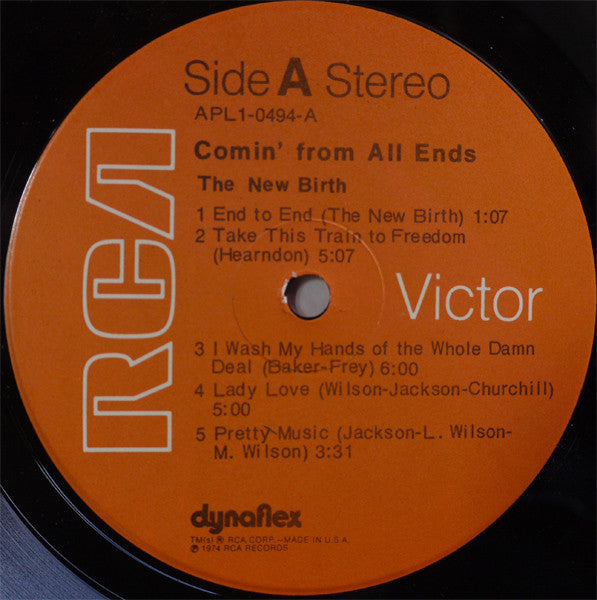 Side A Stereo
APL1-0494-A
Comin' from All Ends
The New Birth
1 End to End (The New Birth) 1:07
2 Take This Train to Freedom
(Hearndon) 5:07
RCA
Victor
3 I Wash My Hands of the Whole Damn
Deal (Baker-Frey) 6:00
4 Lady Love (Wilson-Jackson-Churchill)
5:00
5 Pretty Music (Jackson-L. Wilson-
M. Wilson) 3:31
dynaflex
TM(s) ® RCA CORP.—MADE IN U.S.A.
℗ 1974 RCA RECORDS